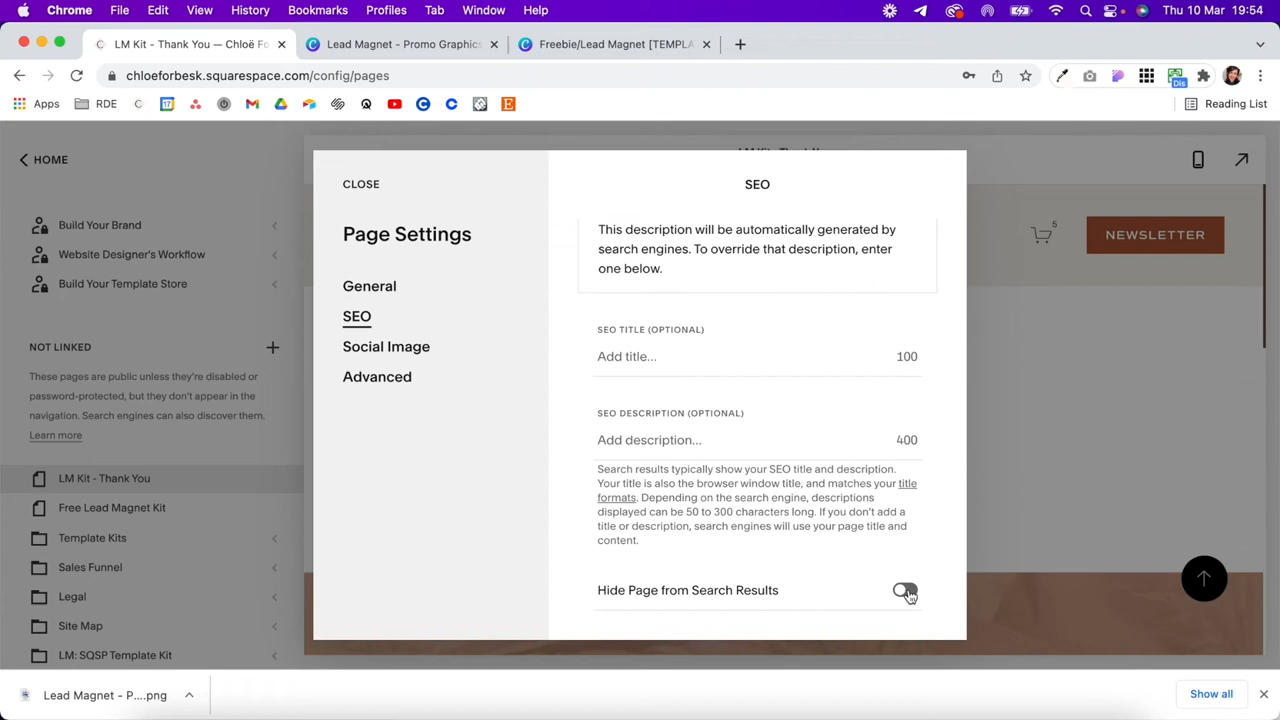 Chrome File Edit View History Bookmarks Profiles Tab Window Help Thu 10 Mar 19:54
LM Kit - Thank You — Chloë Fo Lead Magnet - Promo Graphics Freebie/Lead Magnet [TEMPLA
chloeforbesk.squarespace.com/config/pages
Dis
Apps RDE 17 Reading List
HOME
Build Your Brand
Website Designer's Workflow
Build Your Template Store
NOT LINKED
These pages are public unless they're disabled or
password-protected, but they don't appear in the
navigation. Search engines can also discover them.
Learn more
LM Kit - Thank You
Free Lead Magnet Kit
Template Kits
Sales Funnel
Legal
Site Map
LM: SQSP Template Kit
CLOSE
Page Settings
General
SEO
Social Image
Advanced
SEO
This description will be automatically generated by
search engines. To override that description, enter
one below.
SEO TITLE (OPTIONAL)
Add title... 100
SEO DESCRIPTION (OPTIONAL)
Add description... 400
Search results typically show your SEO title and description.
Your title is also the browser window title, and matches your title
formats. Depending on the search engine, descriptions
displayed can be 50 to 300 characters long. If you don't add a
title or description, search engines will use your page title and
content.
Hide Page from Search Results
5
NEWSLETTER
Lead Magnet - P....png
Show all